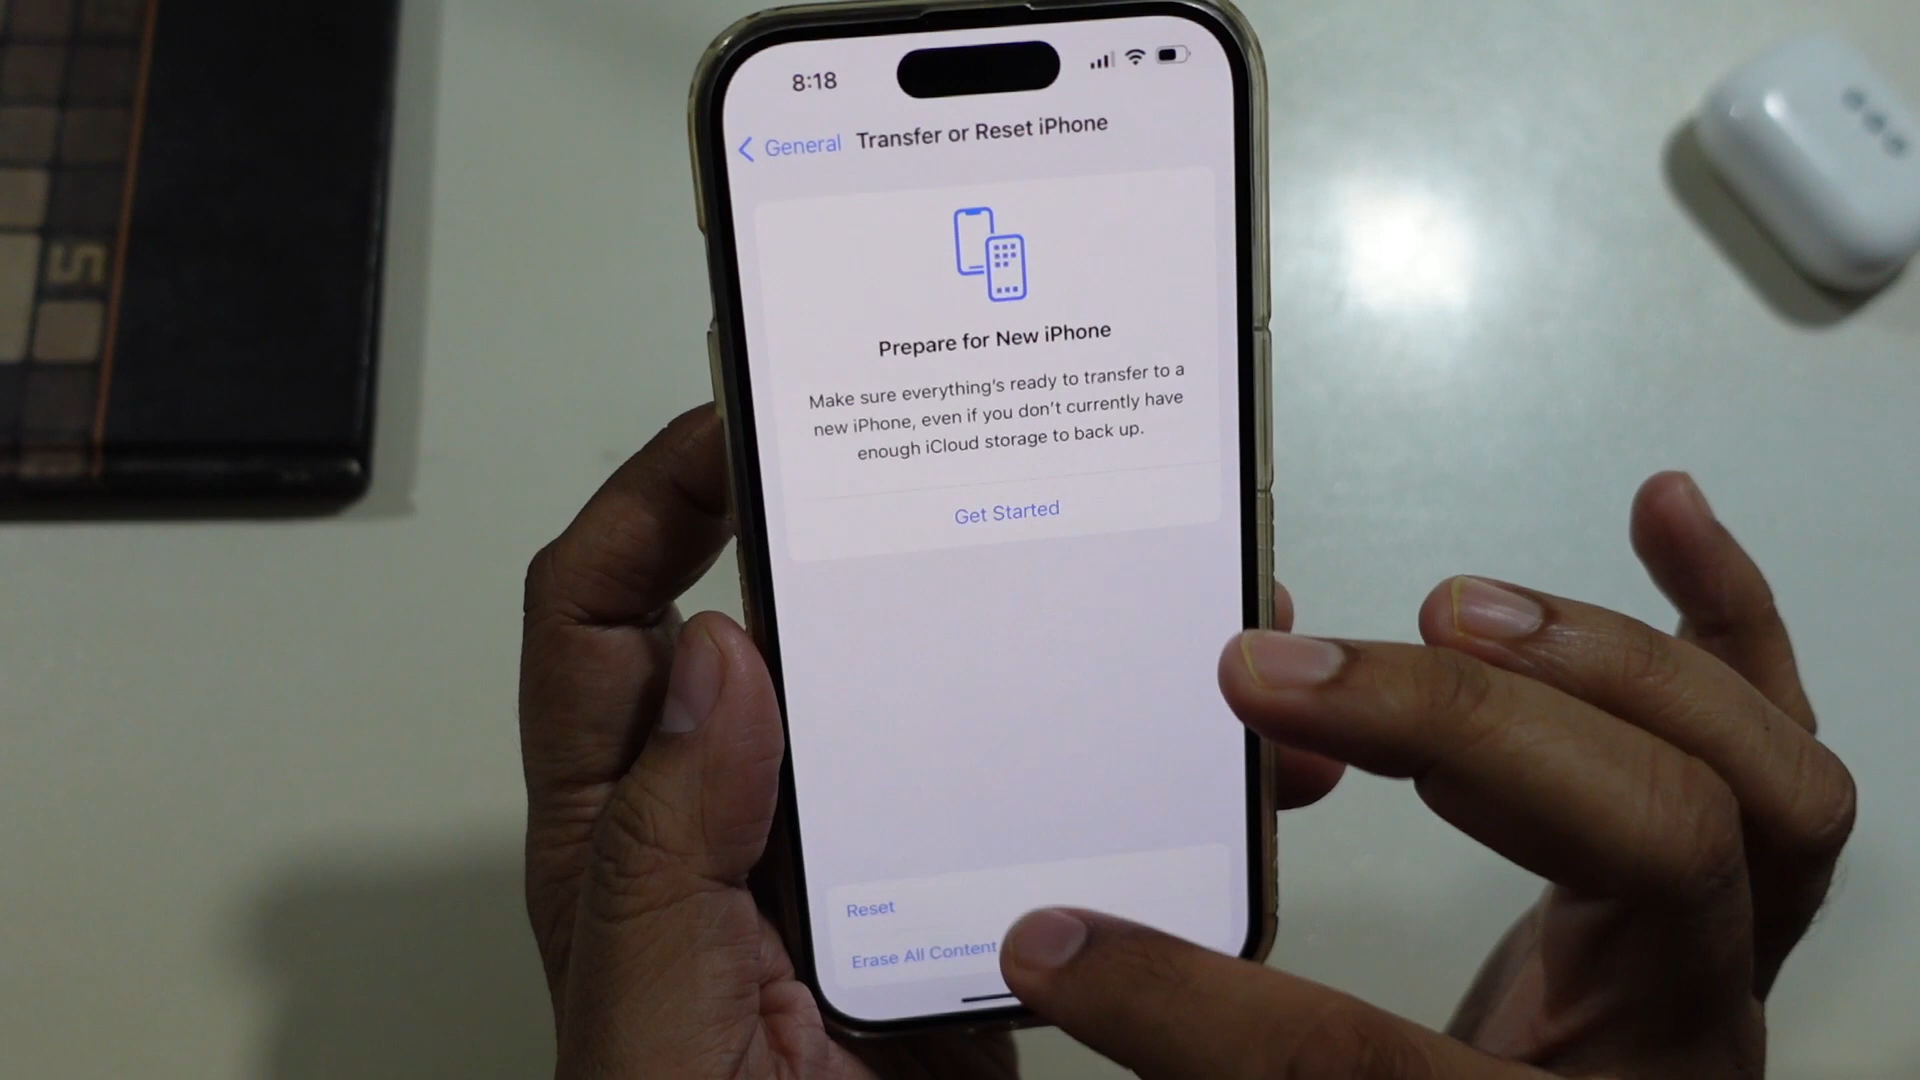 8:18
General Transfer or Reset iPhone
Prepare for New iPhone
Make sure everything's ready to transfer to a
new iPhone, even if you don't currently have
enough iCloud storage to back up.
Get Started
Reset
Erase All Content
5